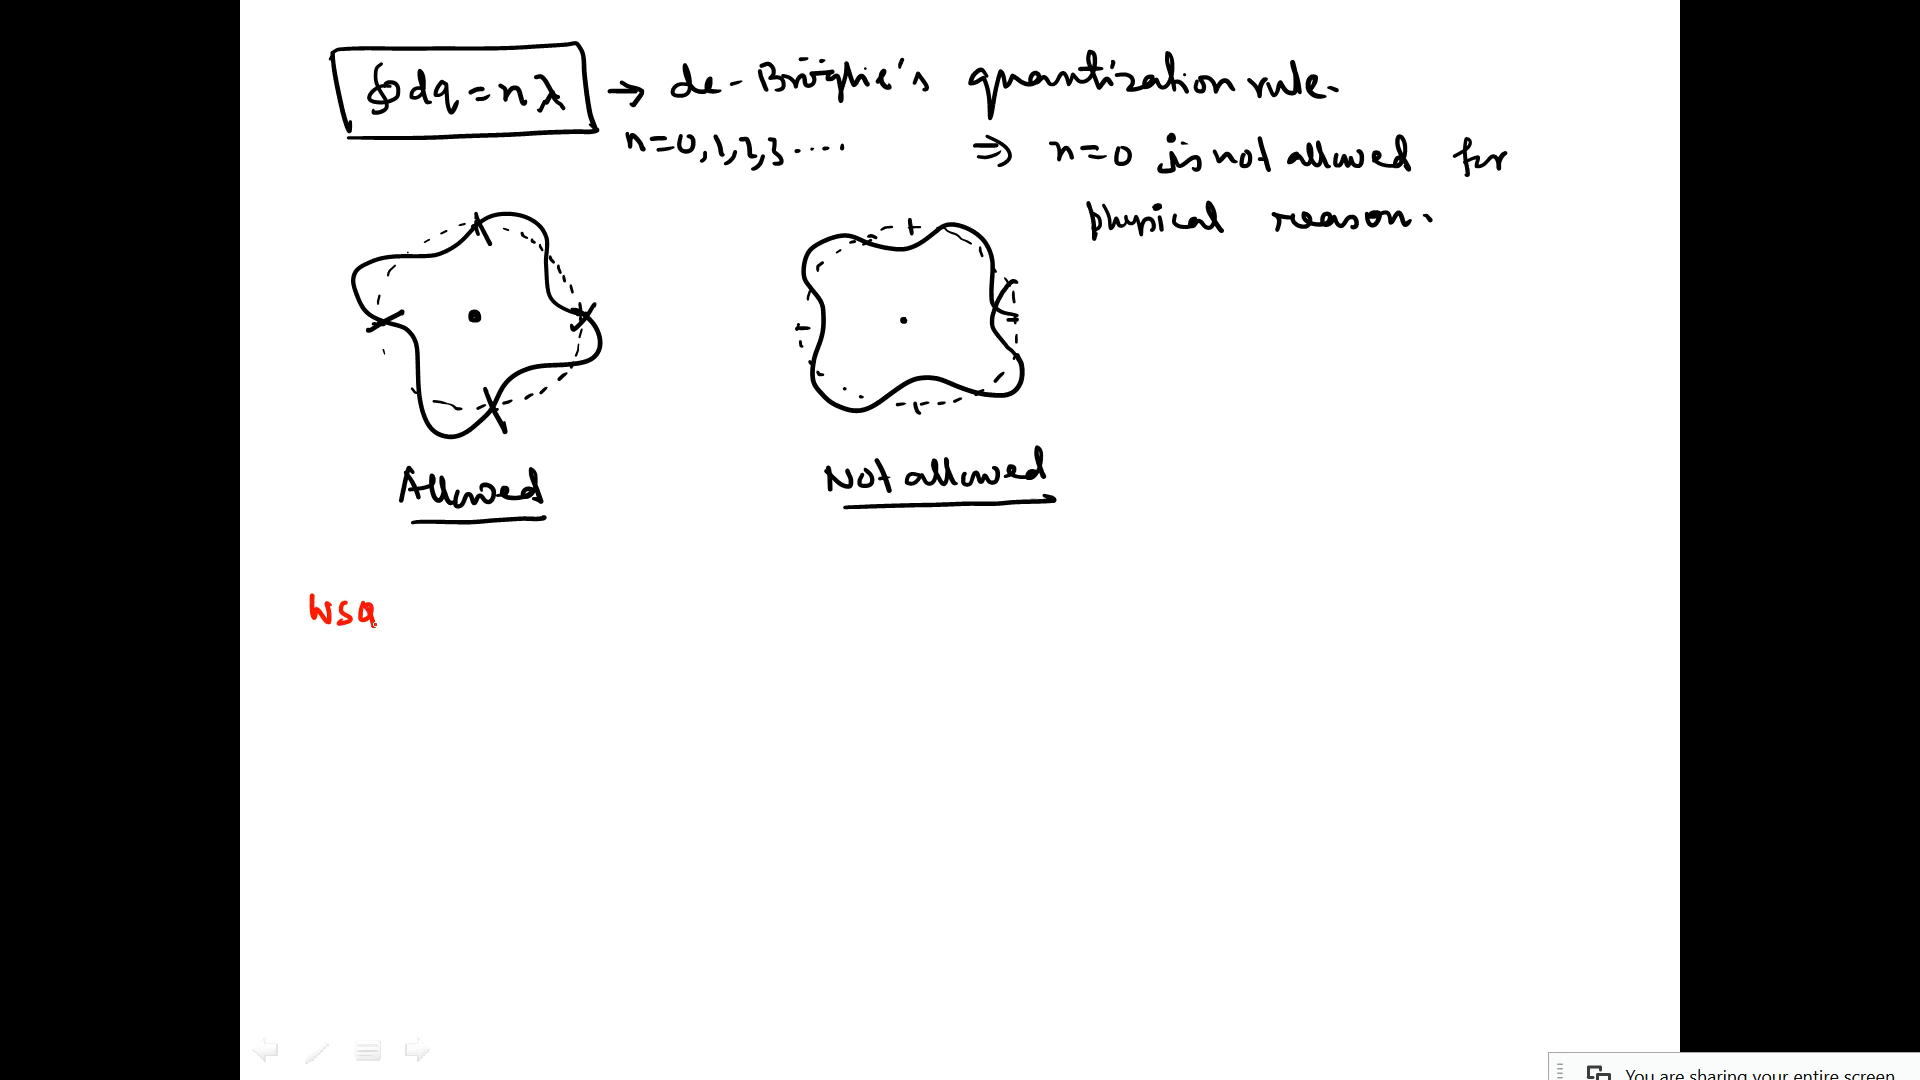 ∮dq = nλ → de-Broglie's quantization rule.
n=0,1,2,3.... ⇒ n=0 is not allowed for
physical reason.
Allowed
Not allowed
WSQ
You are sharing your entire screen